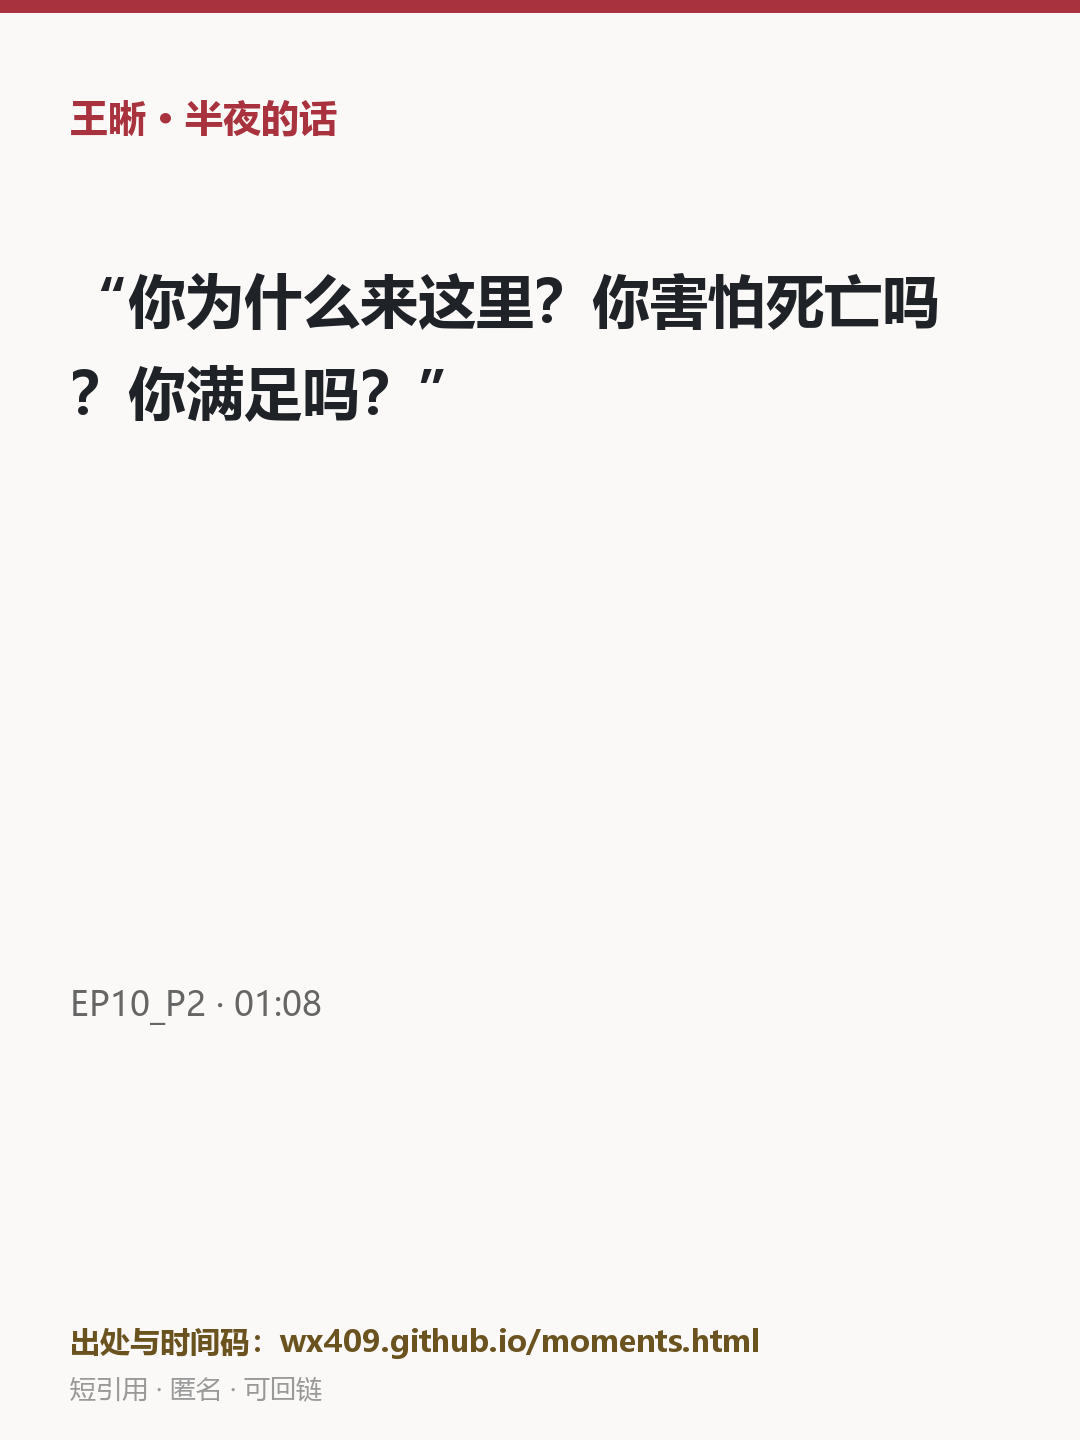 王晰·半夜的话
“你为什么来这里？你害怕死亡吗
？你满足吗？”
EP10_P2 · 01:08
出处与时间码：wx409.github.io/moments.html
短引用 · 匿名 · 可回链